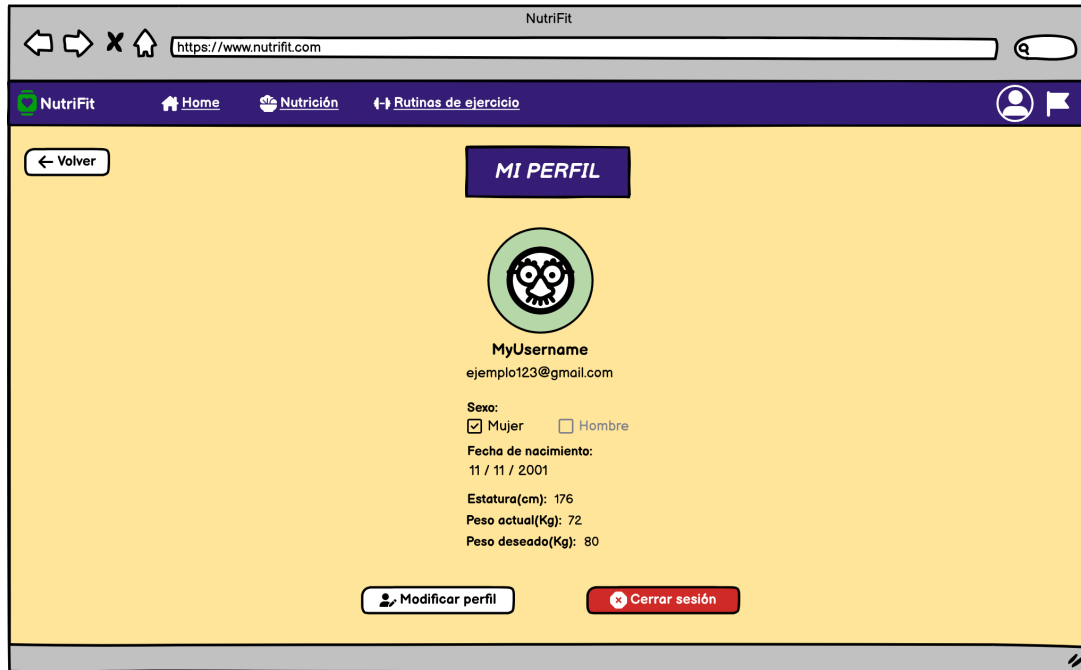 NutriFit
https://www.nutrifit.com
NutriFit Home Nutrición Rutinas de ejercicio
Volver
MI PERFIL
MyUsername
ejemplo123@gmail.com
Sexo:
Mujer Hombre
Fecha de nacimiento:
11 / 11 / 2001
Estatura(cm): 176
Peso actual(Kg): 72
Peso deseado(Kg): 80
Modificar perfil Cerrar sesión